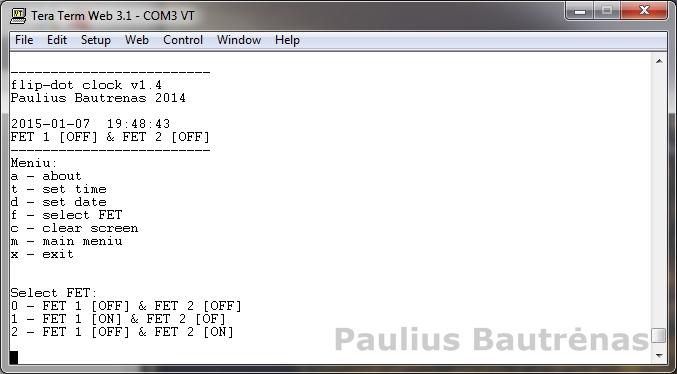 Tera Term Web 3.1 - COM3 VT
File Edit Setup Web Control Window Help
-------------------------
flip-dot clock v1.4
Paulius Bautrenas 2014
2015-01-07 19:48:43
FET 1 [OFF] & FET 2 [OFF]
-------------------------
Meniu:
a - about
t - set time
d - set date
f - select FET
c - clear screen
m - main meniu
x - exit
Select FET:
0 - FET 1 [OFF] & FET 2 [OFF]
1 - FET 1 [ON] & FET 2 [OF]
2 - FET 1 [OFF] & FET 2 [ON]
Paulius Bautrėnas